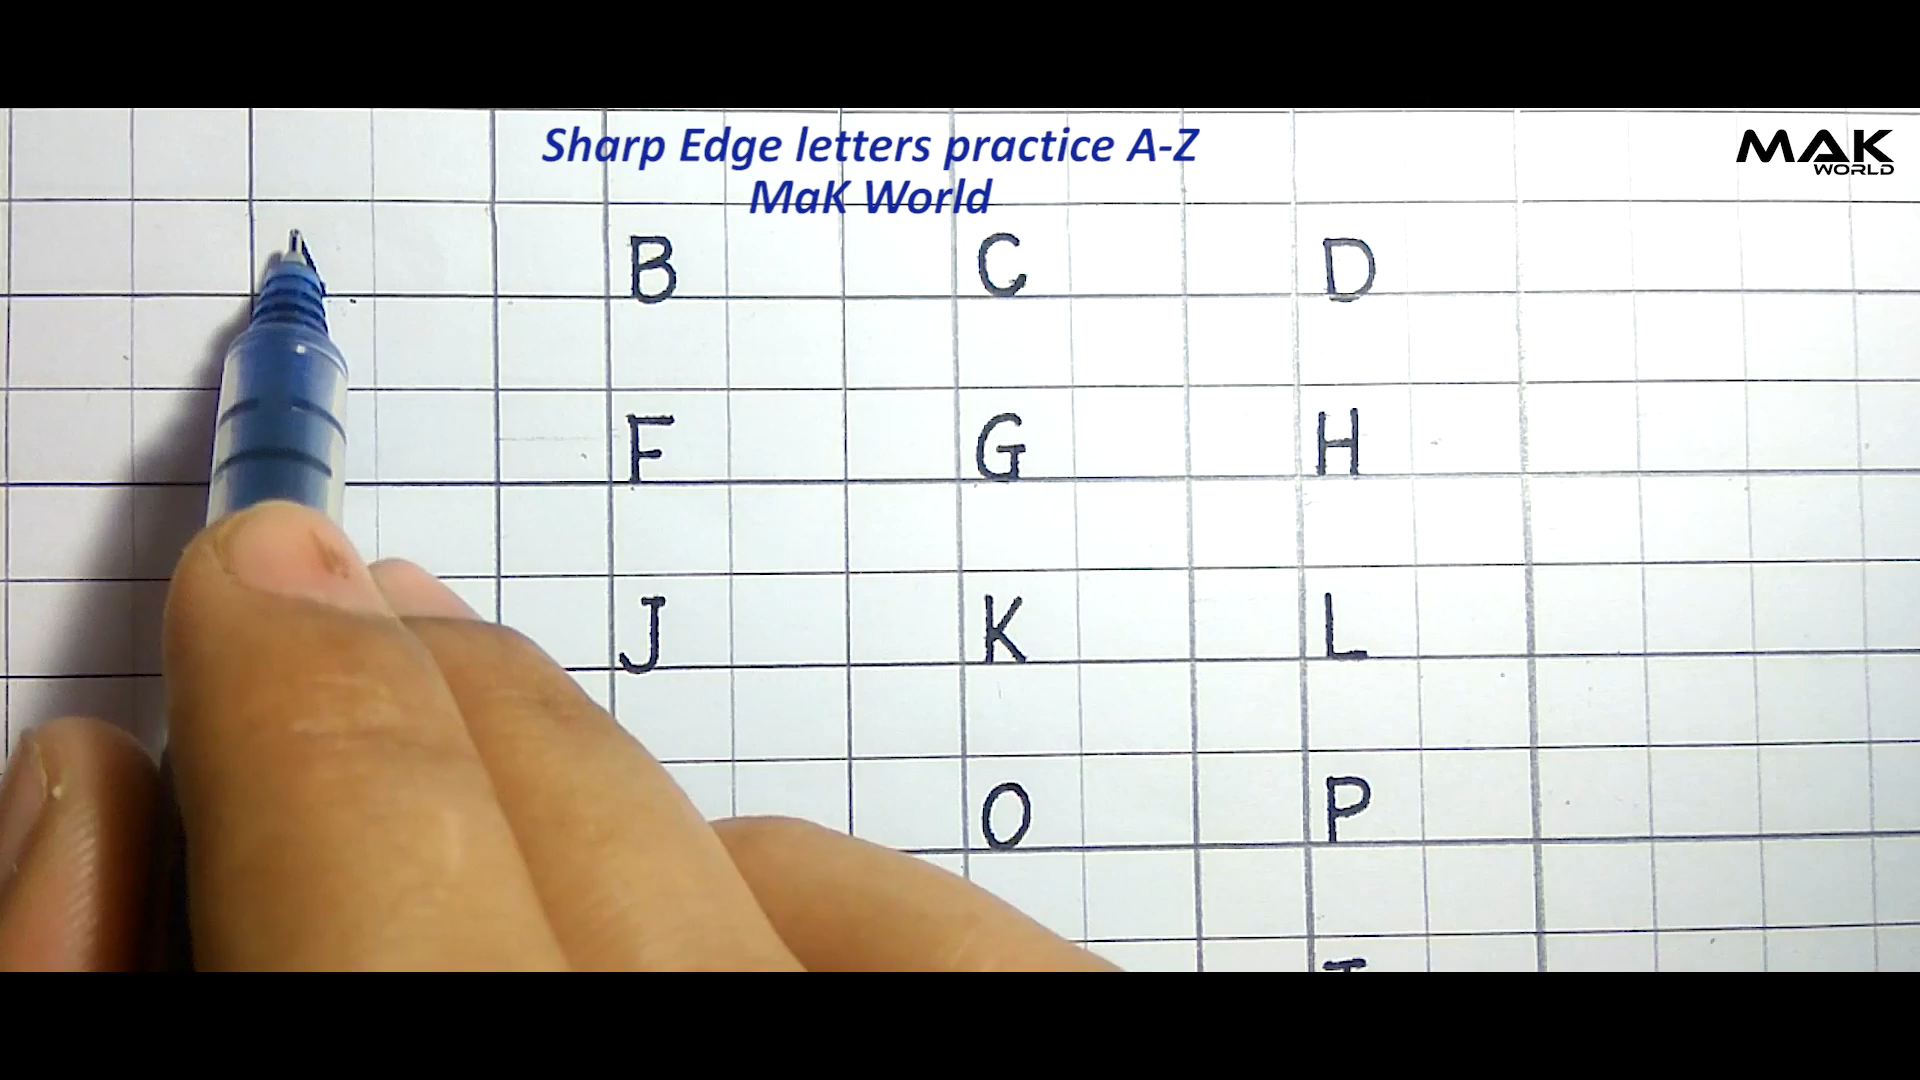 Sharp Edge letters practice A-Z
MaK World
MAK
WORLD
B C D
F G H
J K L
O P